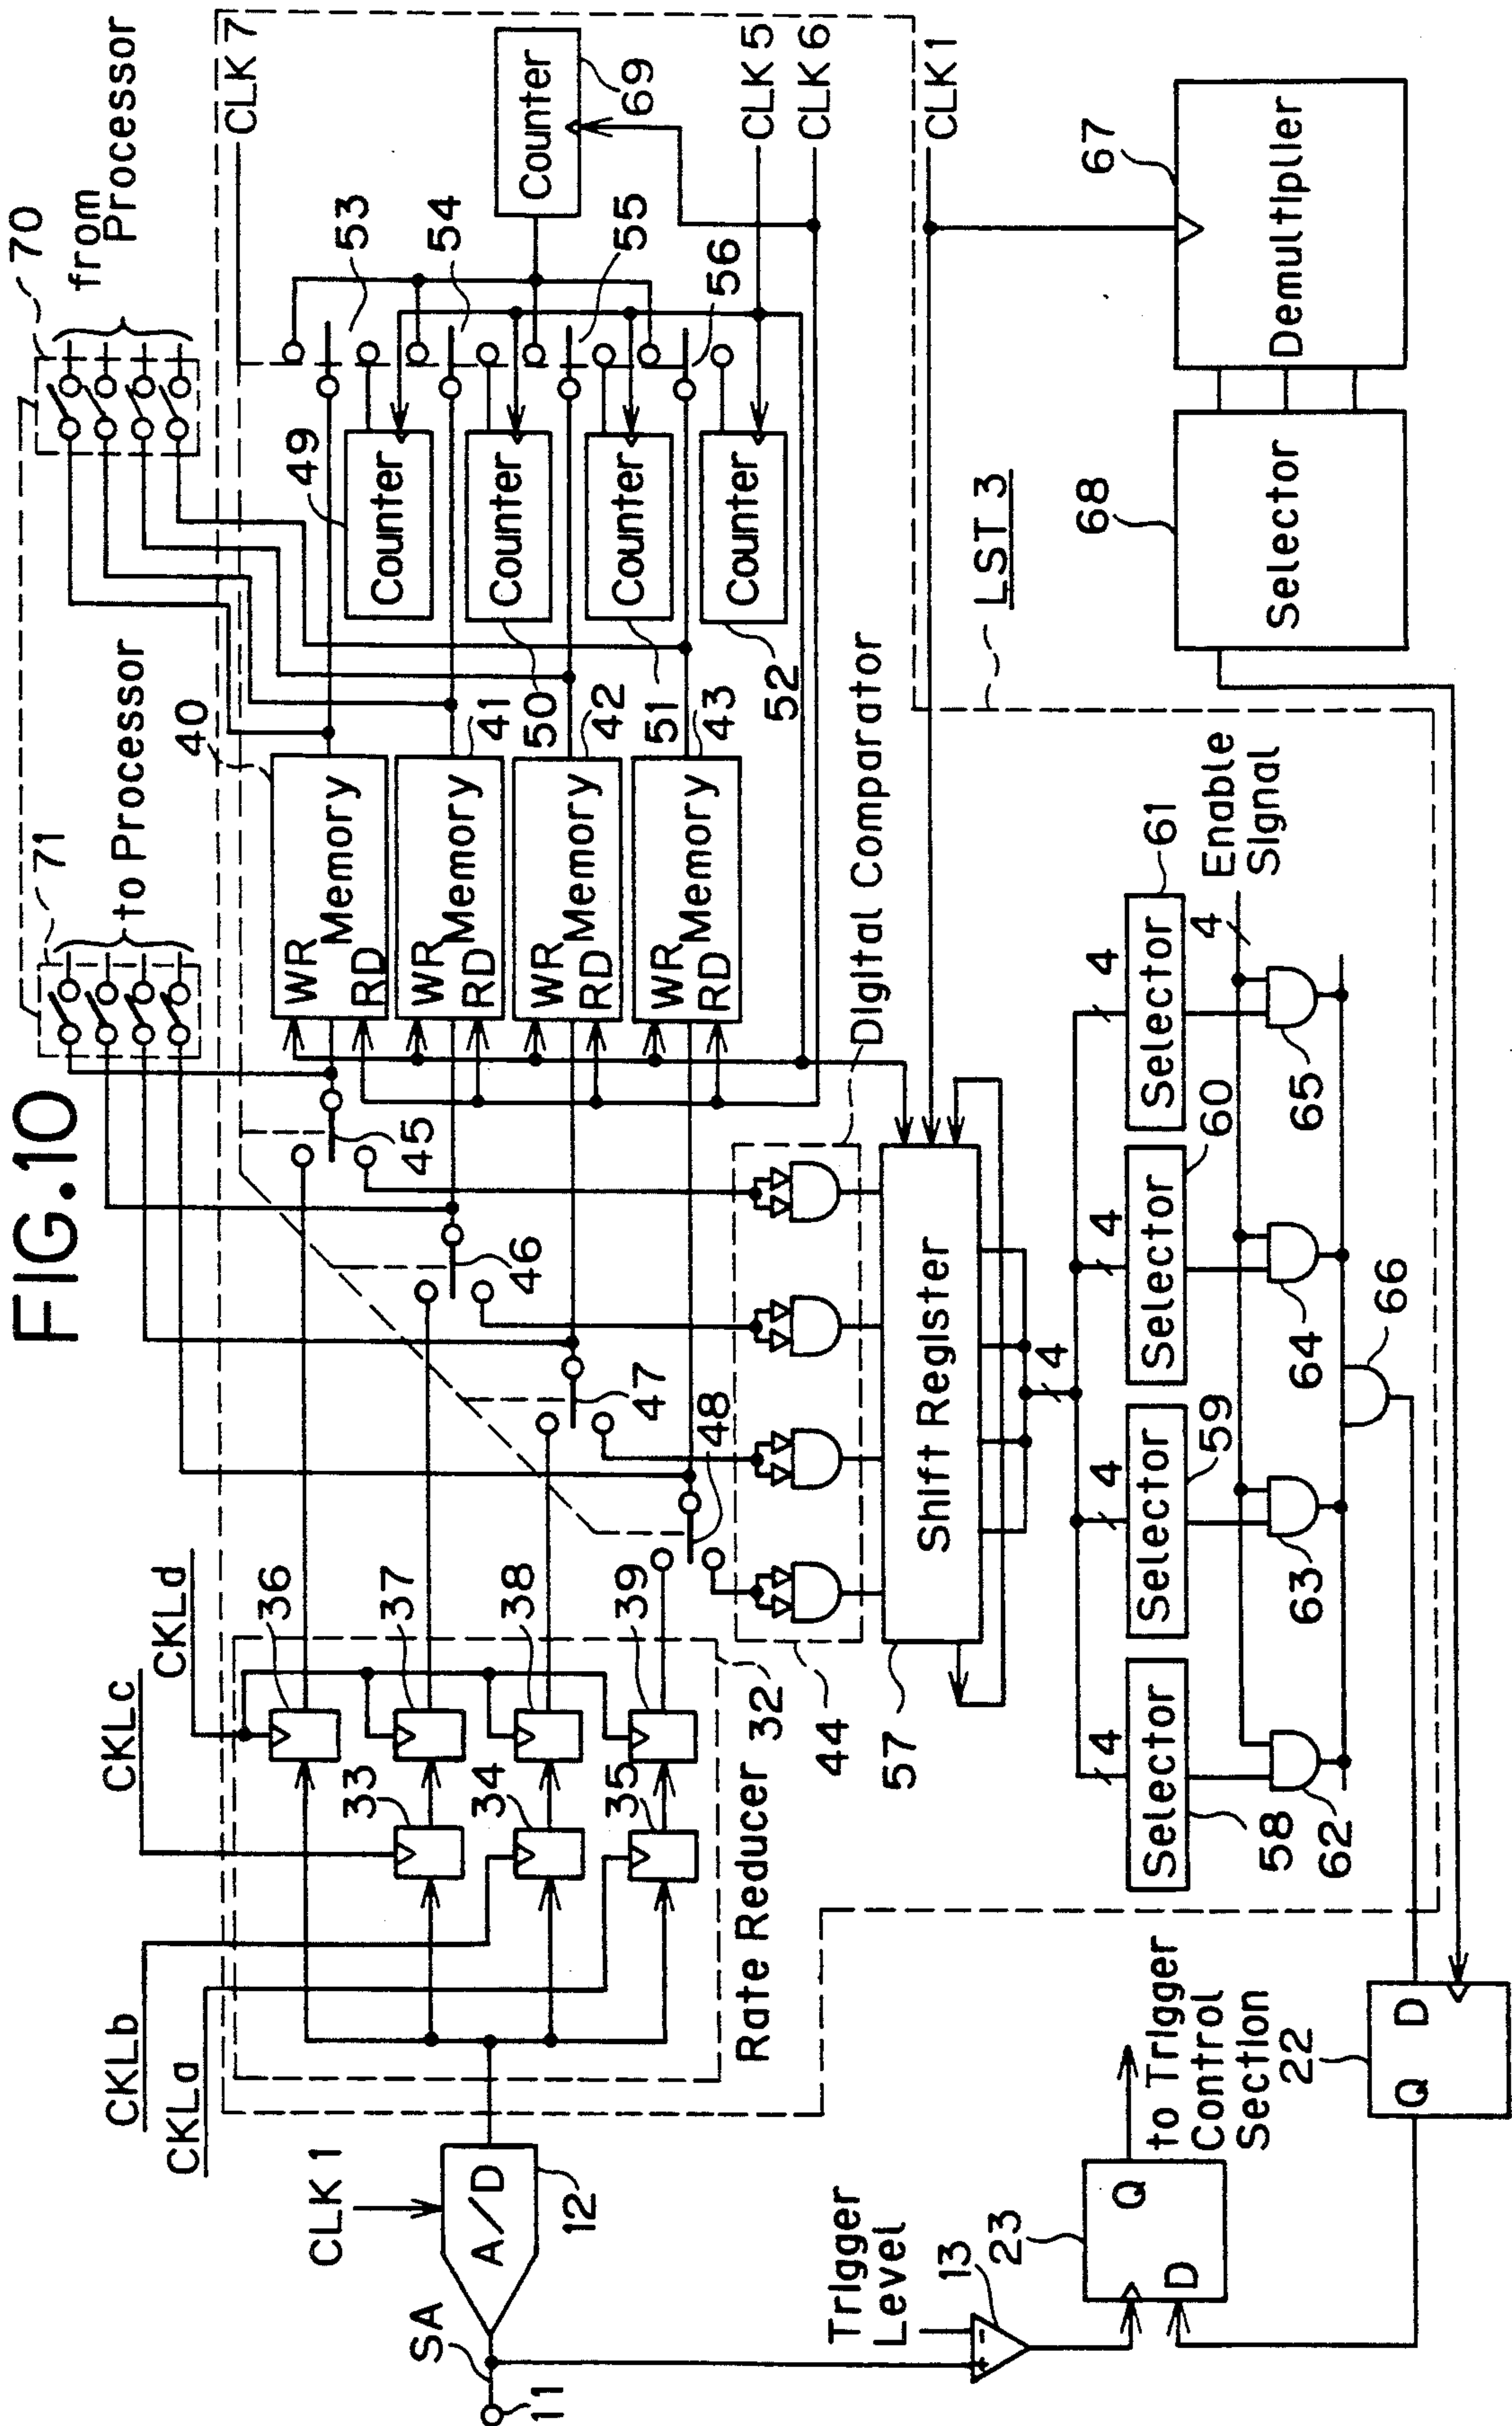 FIG.10
CLK 7
from
Processor
70
to Processor
71
CKLd
CKLc
CKLb
CKLa
CLK 1
SA
11
A/D
12
Rate Reducer 32
33
34
35
36
37
38
39
40
WR
Memory
RD
41
WR
Memory
RD
42
WR
Memory
RD
43
WR
Memory
RD
45
46
47
48
49
Counter
50
Counter
51
Counter
52
Counter
53
54
55
56
Counter
69
CLK 5
CLK 6
CLK 1
Digital Comparator
44
57
Shift Register
LST 3
4
4
4
4
4
Selector
58
Selector
59
Selector
60
Selector
61
Enable
Signal
4
62
63
64
65
66
67
Demultiplier
68
Selector
Trigger
Level
13
23
Q
D
to Trigger
Control
Section
22
Q
D